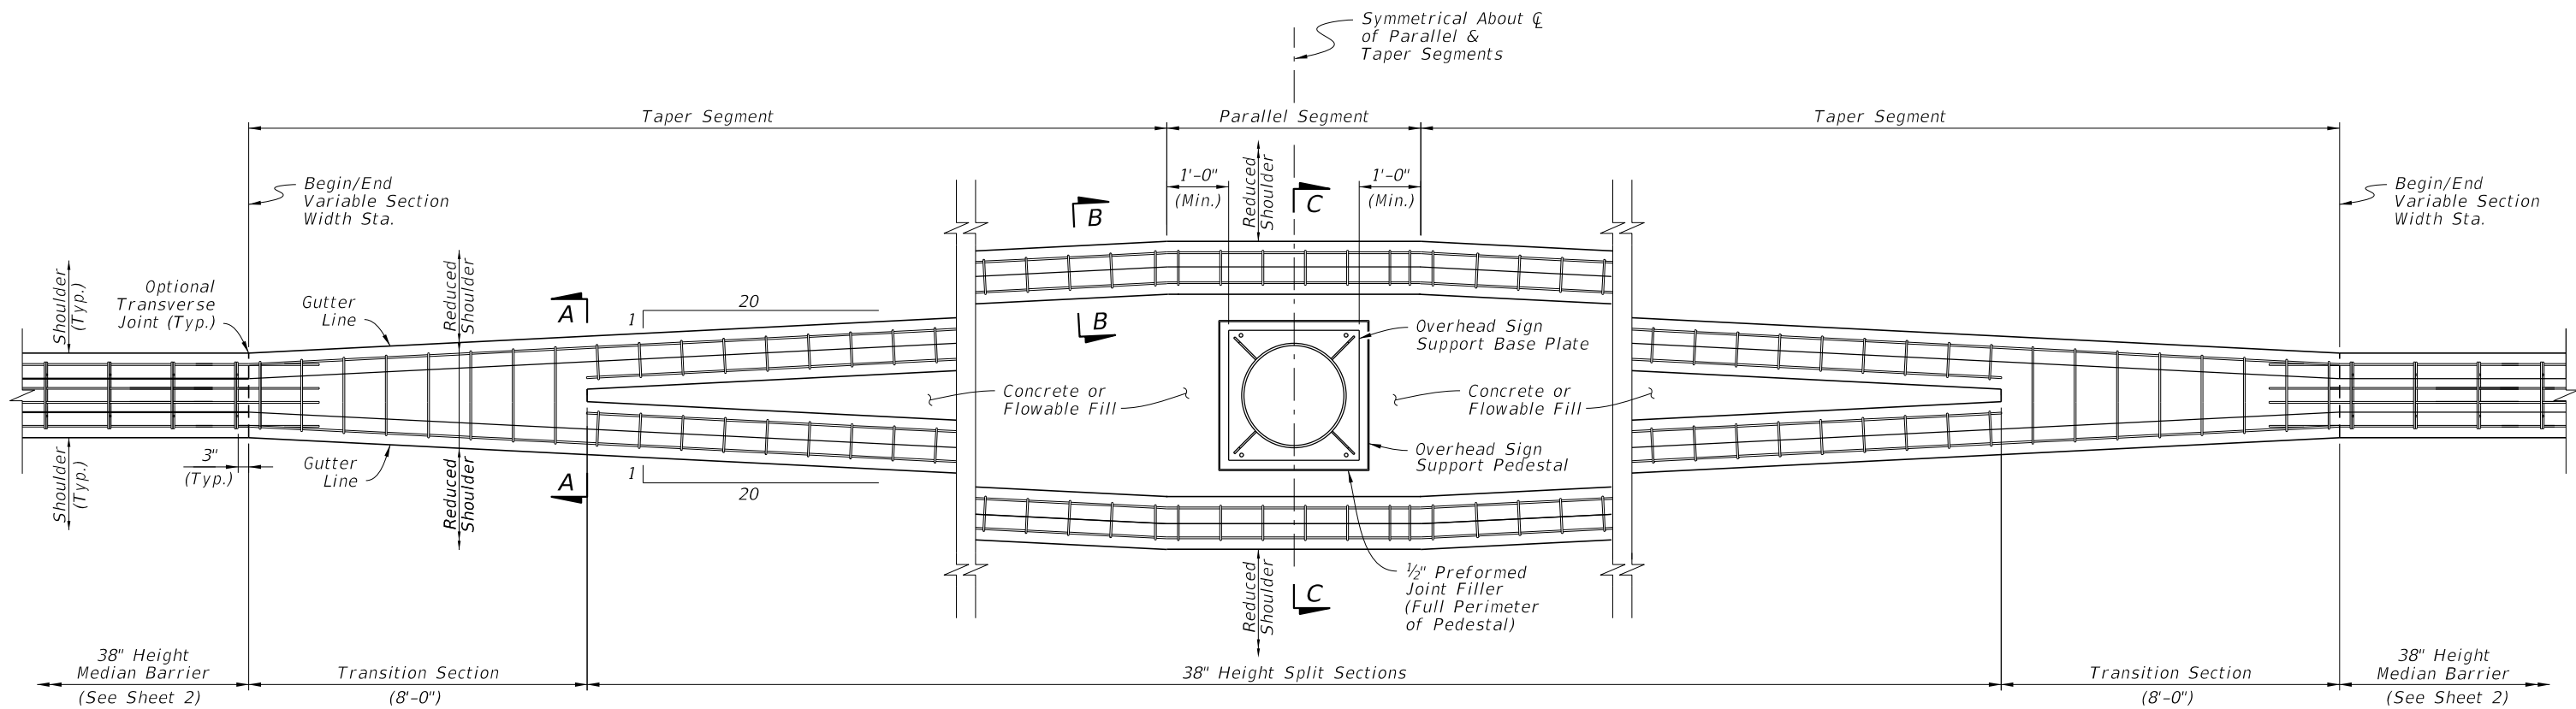 Symmetrical About ℄
of Parallel &
Taper Segments
Taper Segment
Parallel Segment
Taper Segment
Begin/End
Variable Section
Width Sta.
1'-0"
(Min.)
Reduced
Shoulder
C
1'-0"
(Min.)
Begin/End
Variable Section
Width Sta.
B
Shoulder
(Typ.)
Optional
Transverse
Joint (Typ.)
Gutter
Line
Reduced
Shoulder
A
20
1
B
Overhead Sign
Support Base Plate
Concrete or
Flowable Fill
Concrete or
Flowable Fill
Overhead Sign
Support Pedestal
3"
(Typ.)
Shoulder
(Typ.)
Gutter
Line
Reduced
Shoulder
A
1
20
Reduced
Shoulder
C
½" Preformed
Joint Filler
(Full Perimeter
of Pedestal)
38" Height
Median Barrier
(See Sheet 2)
Transition Section
(8'-0")
38" Height Split Sections
Transition Section
(8'-0")
38" Height
Median Barrier
(See Sheet 2)